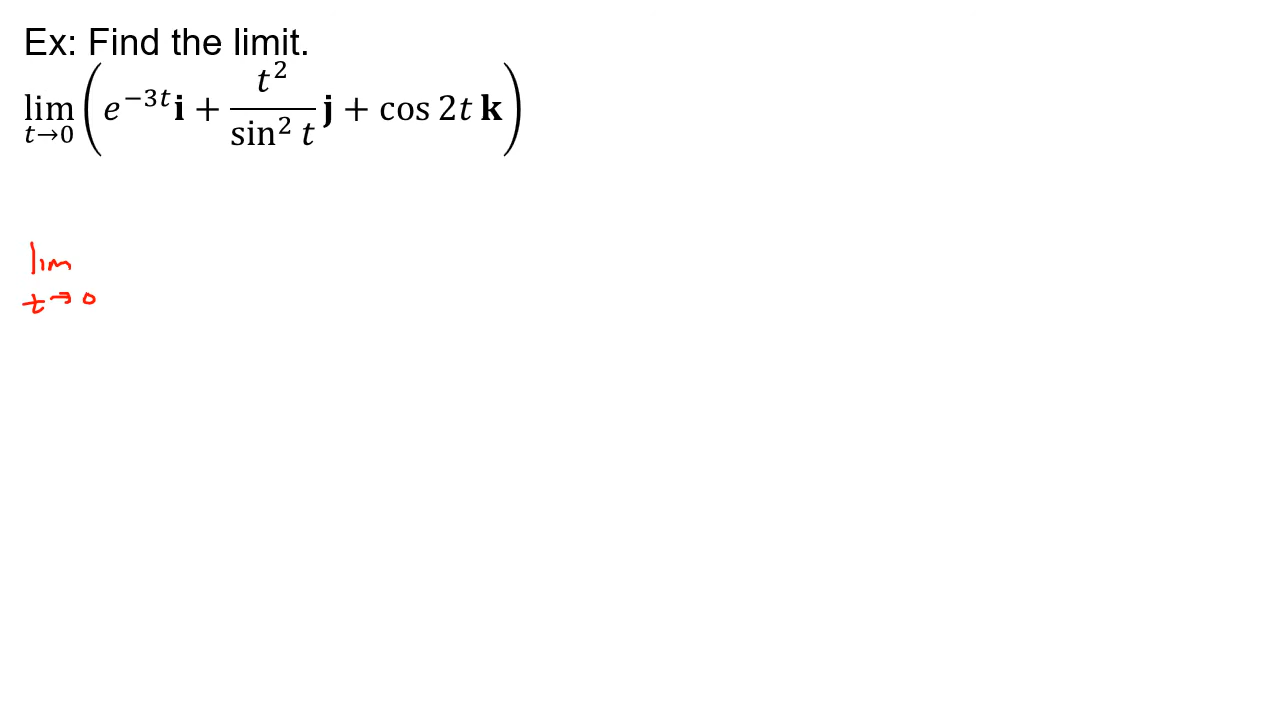 Ex: Find the limit.
lim t→0 (e^{−3t} i + t²/sin² t j + cos 2t k)
lim
t→0